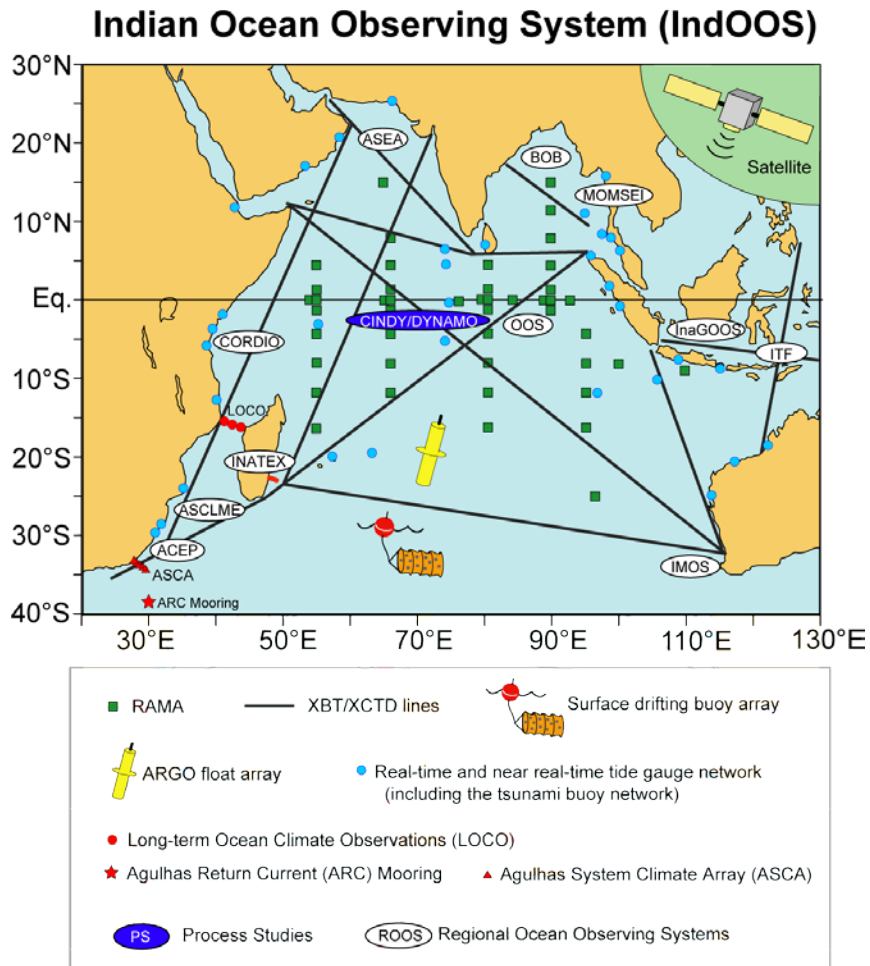 Indian Ocean Observing System (IndOOS)
30°N
20°N
10°N
Eq.
10°S
20°S
30°S
40°S
Satellite
ASEA
BOB
MOMSEI
CINDY/DYNAMO
OOS
InaGOOS
ITF
CORDIO
LOCO
INATEX
ASCLME
ACEP
ASCA
IMOS
ARC Mooring
30°E 50°E 70°E 90°E 110°E 130°E
RAMA XBT/XCTD lines Surface drifting buoy array
ARGO float array
Real-time and near real-time tide gauge network
(including the tsunami buoy network)
Long-term Ocean Climate Observations (LOCO)
Agulhas Return Current (ARC) Mooring Agulhas System Climate Array (ASCA)
PS Process Studies ROOS Regional Ocean Observing Systems